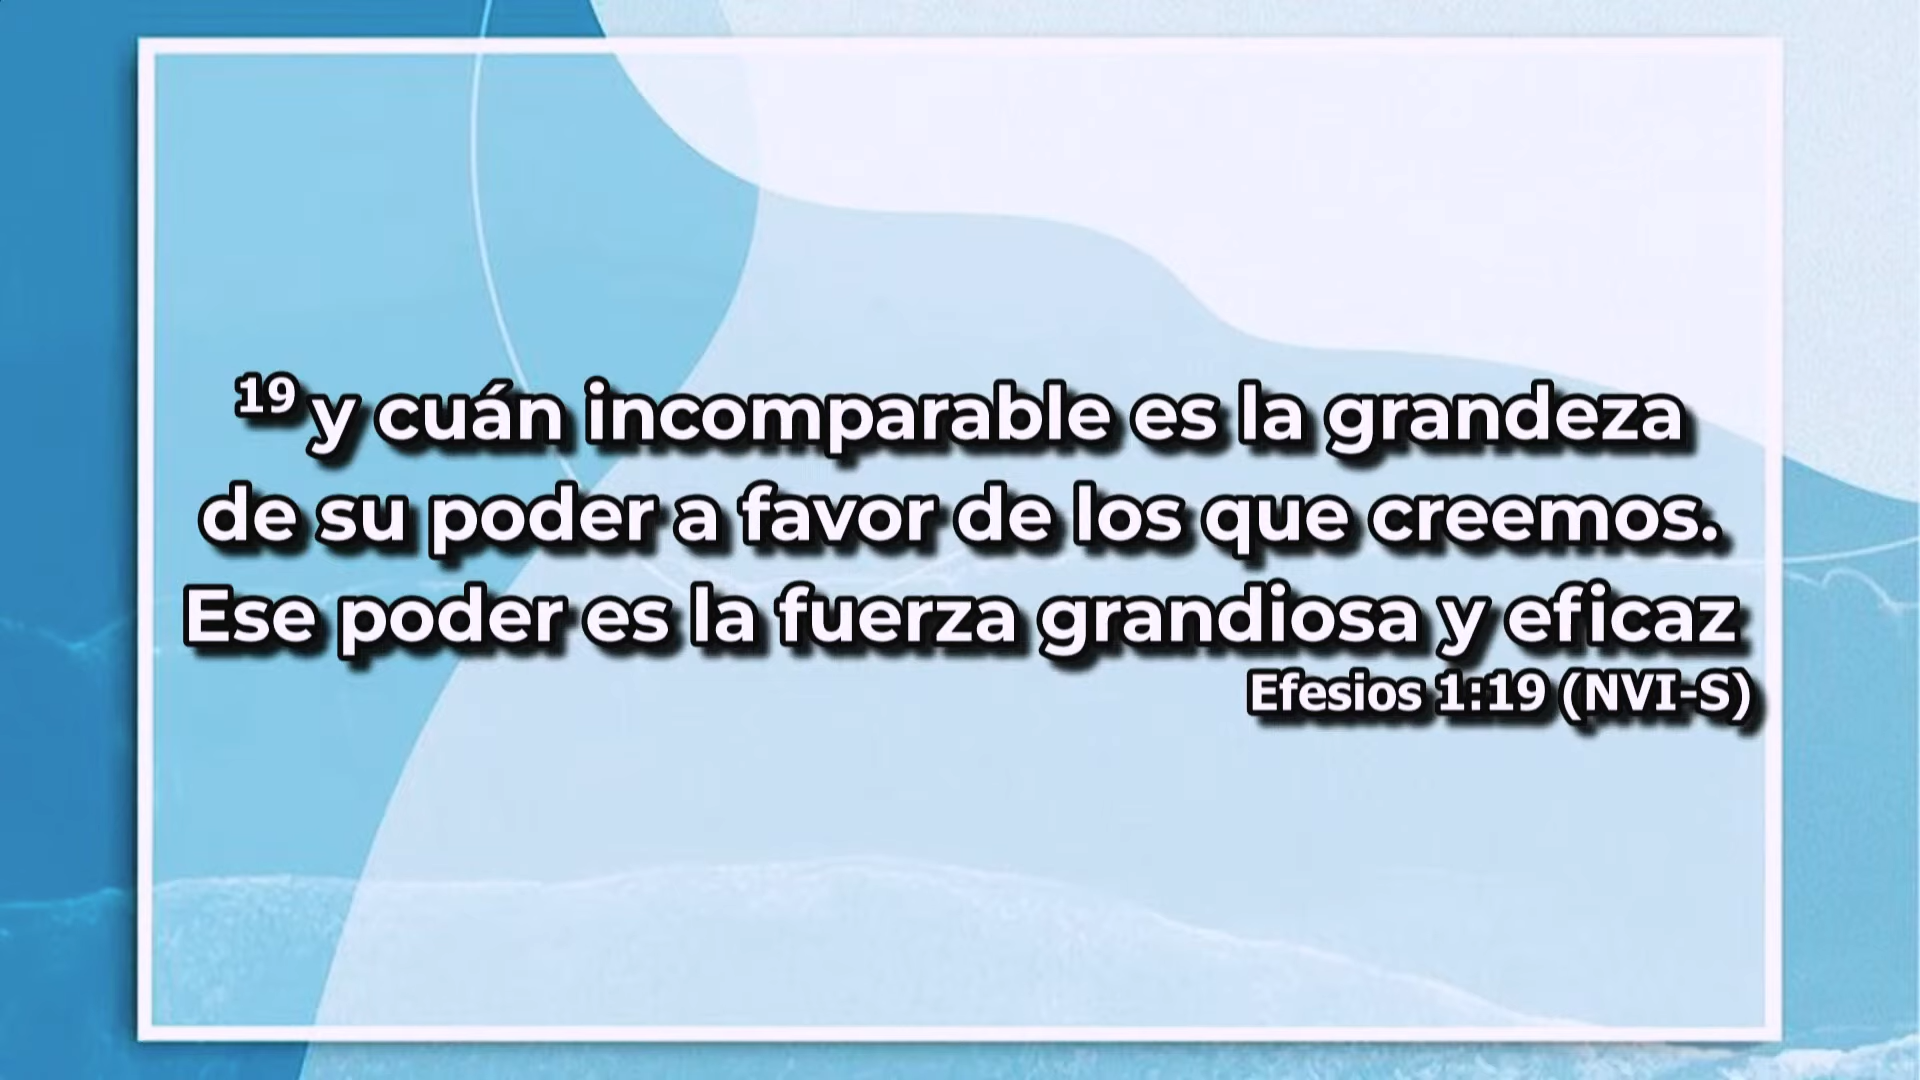 19 y cuán incomparable es la grandeza
de su poder a favor de los que creemos.
Ese poder es la fuerza grandiosa y eficaz
Efesios 1:19 (NVI-S)